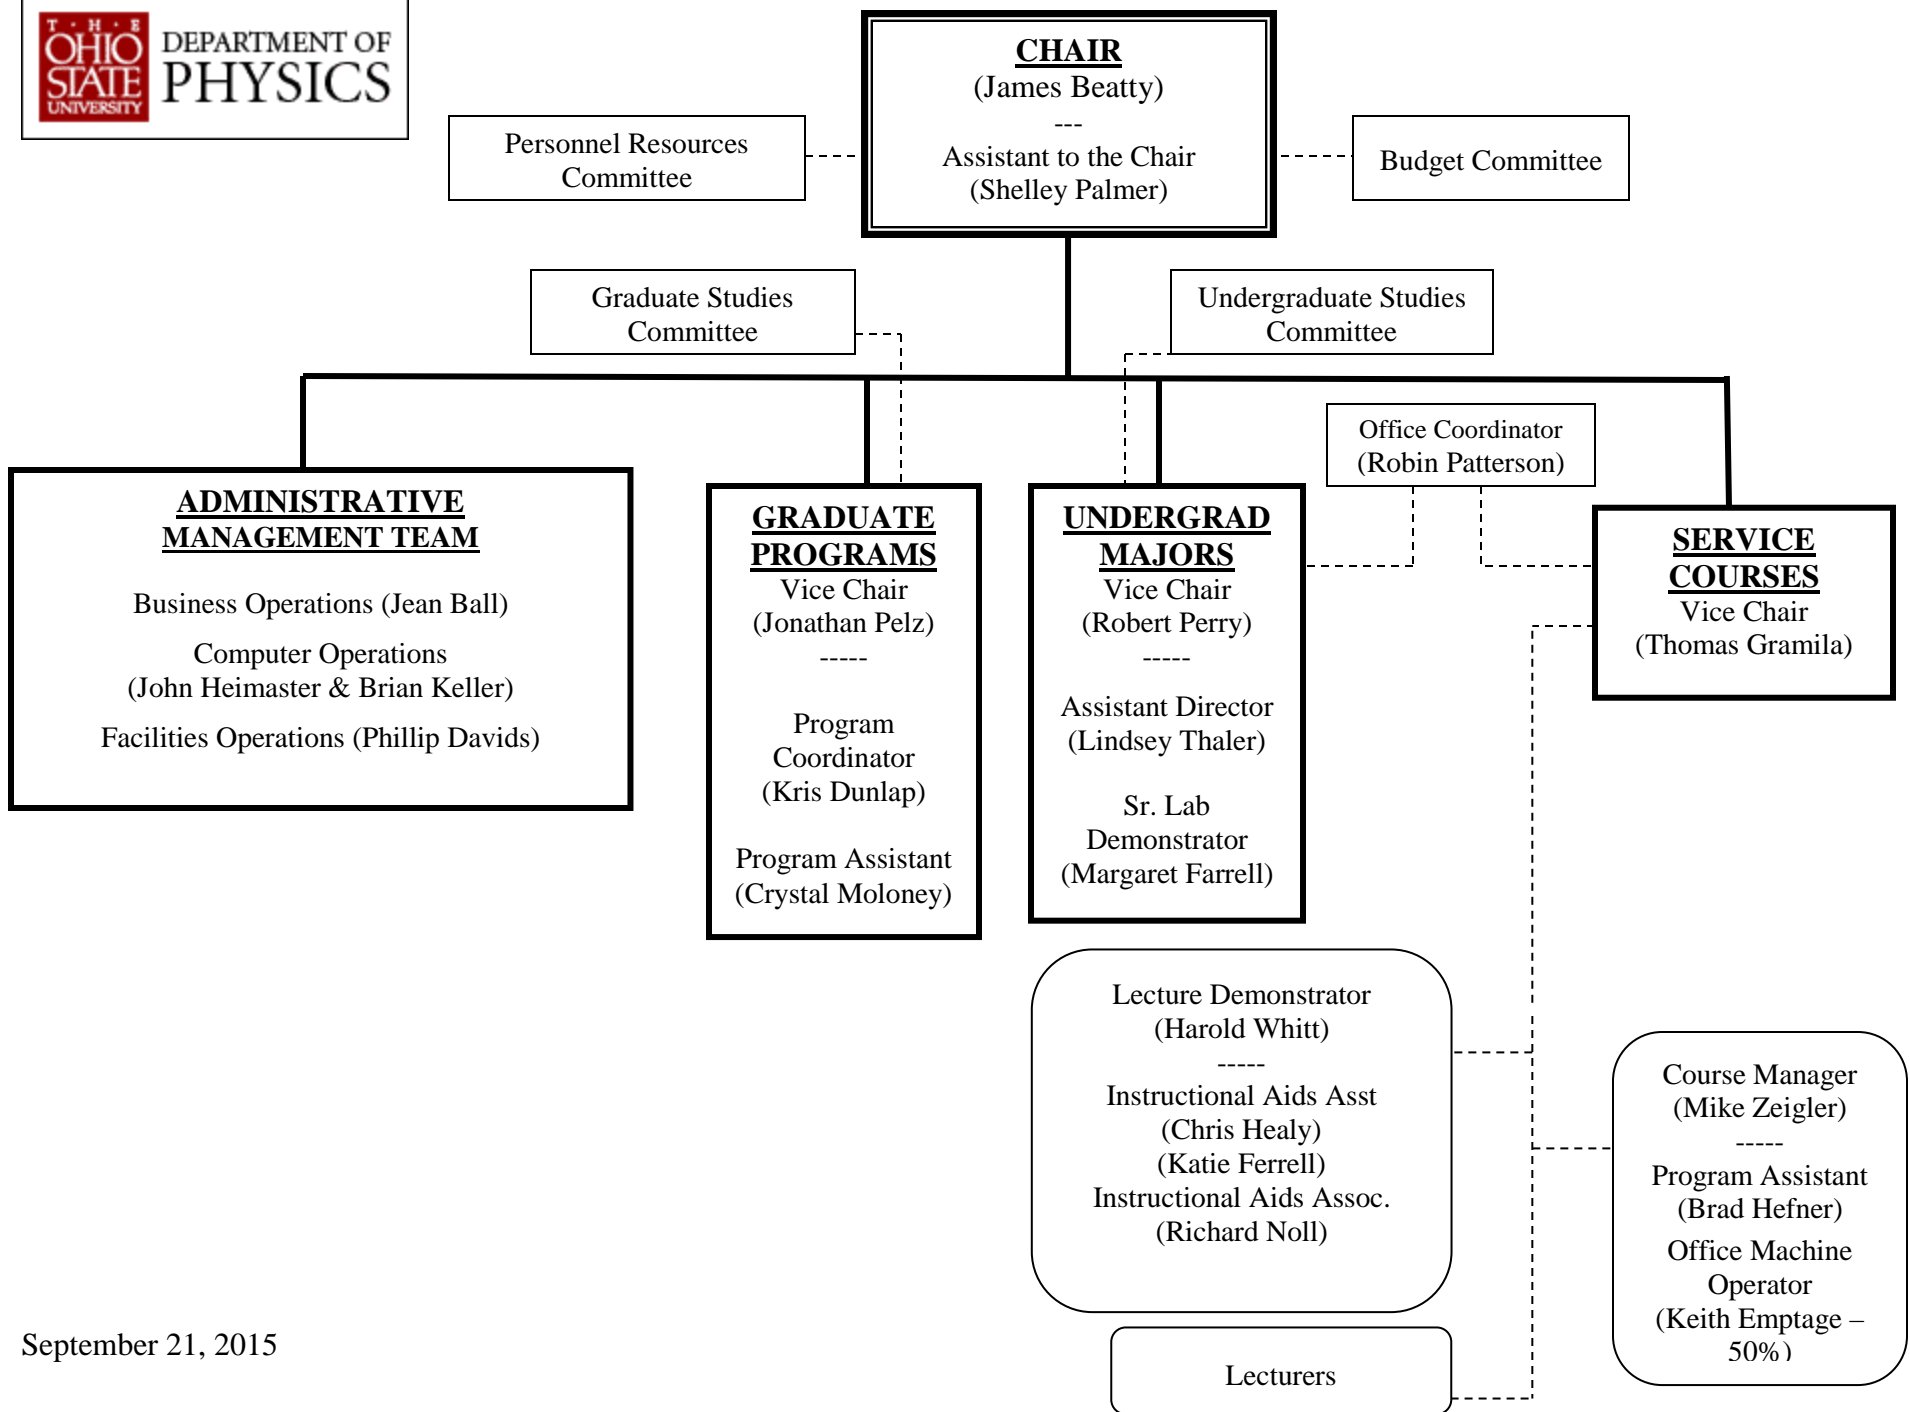 T · H · E
OHIO
STATE
UNIVERSITY
DEPARTMENT OF
PHYSICS
CHAIR
(James Beatty)
---
Assistant to the Chair
(Shelley Palmer)
Personnel Resources
Committee
Budget Committee
Graduate Studies
Committee
Undergraduate Studies
Committee
Office Coordinator
(Robin Patterson)
ADMINISTRATIVE
MANAGEMENT TEAM
Business Operations (Jean Ball)
Computer Operations
(John Heimaster & Brian Keller)
Facilities Operations (Phillip Davids)
GRADUATE
PROGRAMS
Vice Chair
(Jonathan Pelz)
-----
Program
Coordinator
(Kris Dunlap)
Program Assistant
(Crystal Moloney)
UNDERGRAD
MAJORS
Vice Chair
(Robert Perry)
-----
Assistant Director
(Lindsey Thaler)
Sr. Lab
Demonstrator
(Margaret Farrell)
SERVICE
COURSES
Vice Chair
(Thomas Gramila)
Lecture Demonstrator
(Harold Whitt)
-----
Instructional Aids Asst
(Chris Healy)
(Katie Ferrell)
Instructional Aids Assoc.
(Richard Noll)
Course Manager
(Mike Zeigler)
-----
Program Assistant
(Brad Hefner)
Office Machine
Operator
(Keith Emptage –
50%)
Lecturers
September 21, 2015